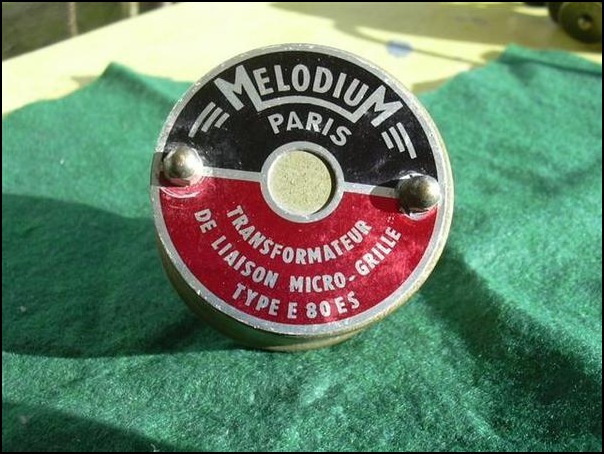 MELODIUM
PARIS
TRANSFORMATEUR
DE LIAISON MICRO-GRILLE
TYPE E 80 ES